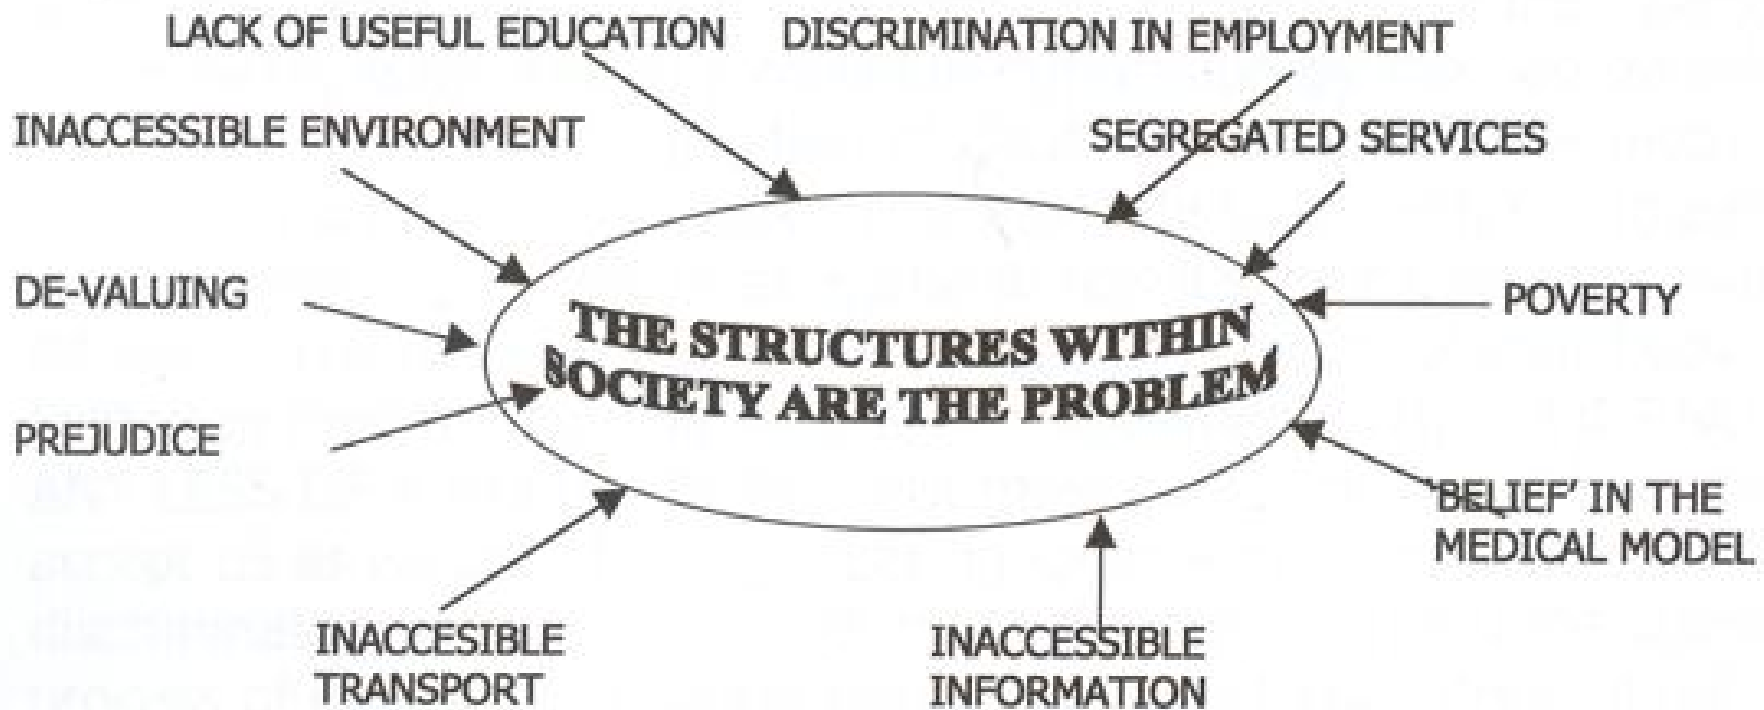 LACK OF USEFUL EDUCATION
DISCRIMINATION IN EMPLOYMENT
INACCESSIBLE ENVIRONMENT
SEGREGATED SERVICES
DE-VALUING
POVERTY
THE STRUCTURES WITHIN
SOCIETY ARE THE PROBLEM
PREJUDICE
'BELIEF' IN THE
MEDICAL MODEL
INACCESIBLE
TRANSPORT
INACCESSIBLE
INFORMATION